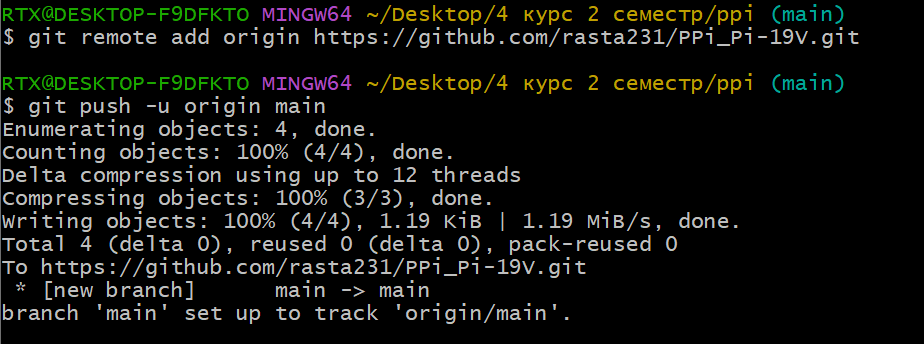 RTX@DESKTOP-F9DFKTO MINGW64 ~/Desktop/4 курс 2 семестр/ppi (main)
$ git remote add origin https://github.com/rasta231/PPi_Pi-19V.git
RTX@DESKTOP-F9DFKTO MINGW64 ~/Desktop/4 курс 2 семестр/ppi (main)
$ git push -u origin main
Enumerating objects: 4, done.
Counting objects: 100% (4/4), done.
Delta compression using up to 12 threads
Compressing objects: 100% (3/3), done.
Writing objects: 100% (4/4), 1.19 KiB | 1.19 MiB/s, done.
Total 4 (delta 0), reused 0 (delta 0), pack-reused 0
To https://github.com/rasta231/PPi_Pi-19V.git
 * [new branch]      main -> main
branch 'main' set up to track 'origin/main'.